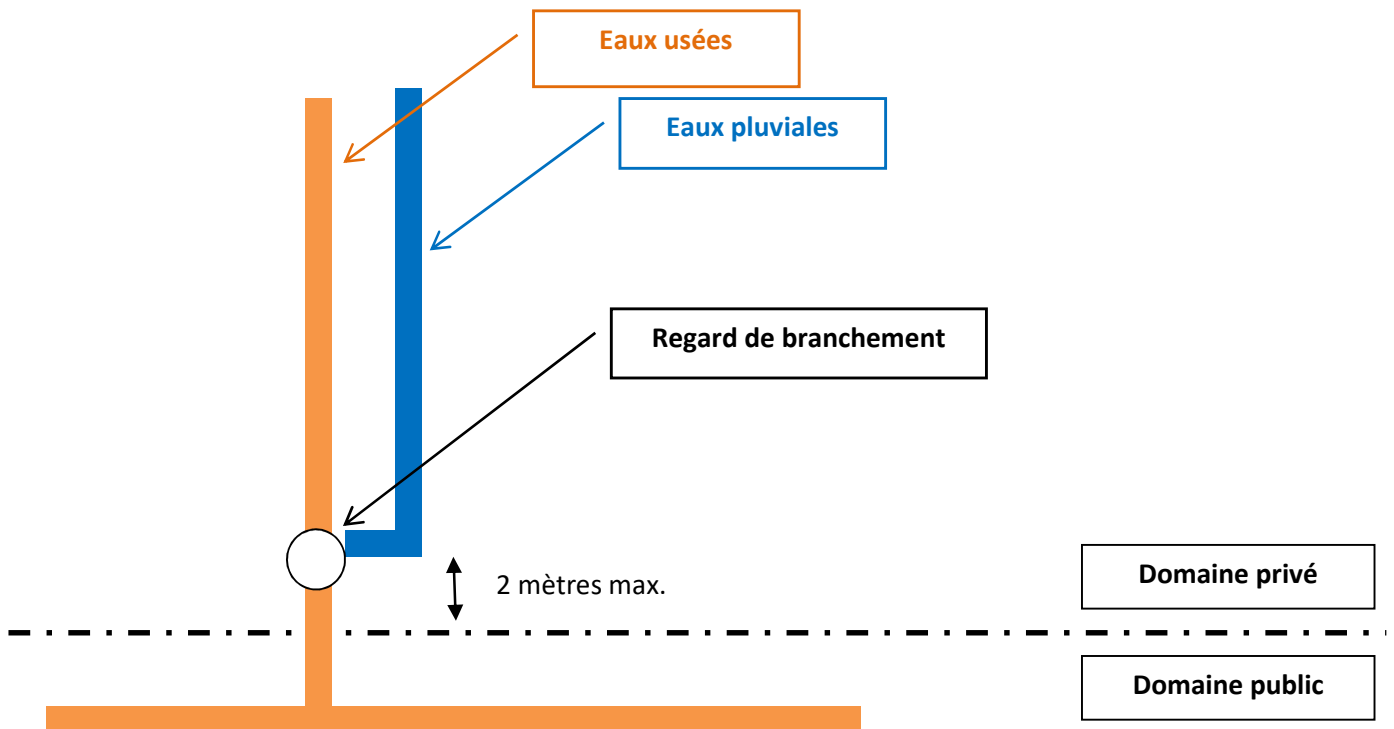 Eaux usées
Eaux pluviales
Regard de branchement
2 mètres max.
Domaine privé
Domaine public